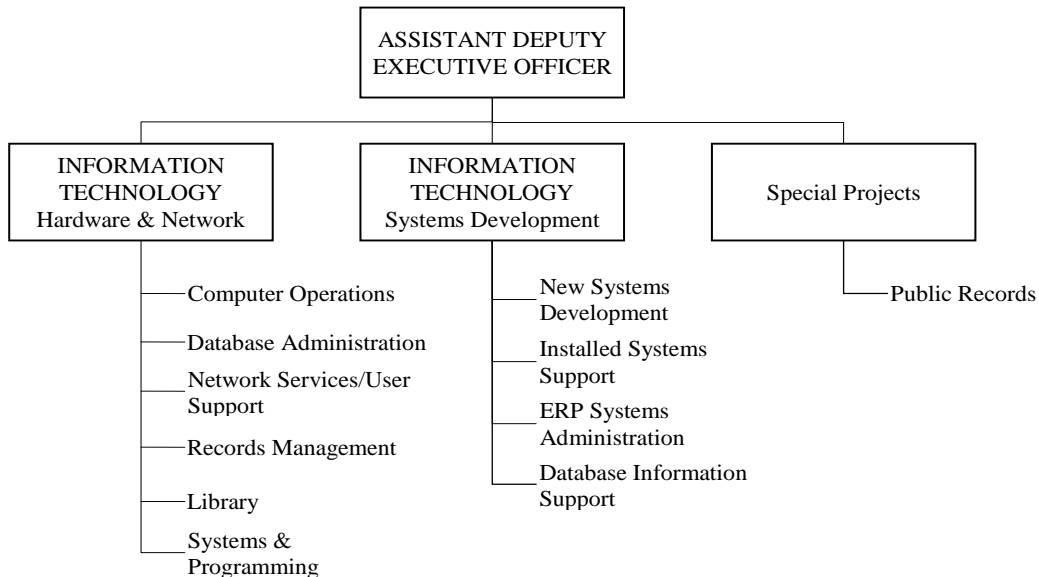 ASSISTANT DEPUTY
EXECUTIVE OFFICER
INFORMATION
TECHNOLOGY
Hardware & Network
INFORMATION
TECHNOLOGY
Systems Development
Special Projects
Computer Operations
Database Administration
Network Services/User
Support
Records Management
Library
Systems &
Programming
New Systems
Development
Installed Systems
Support
ERP Systems
Administration
Database Information
Support
Public Records